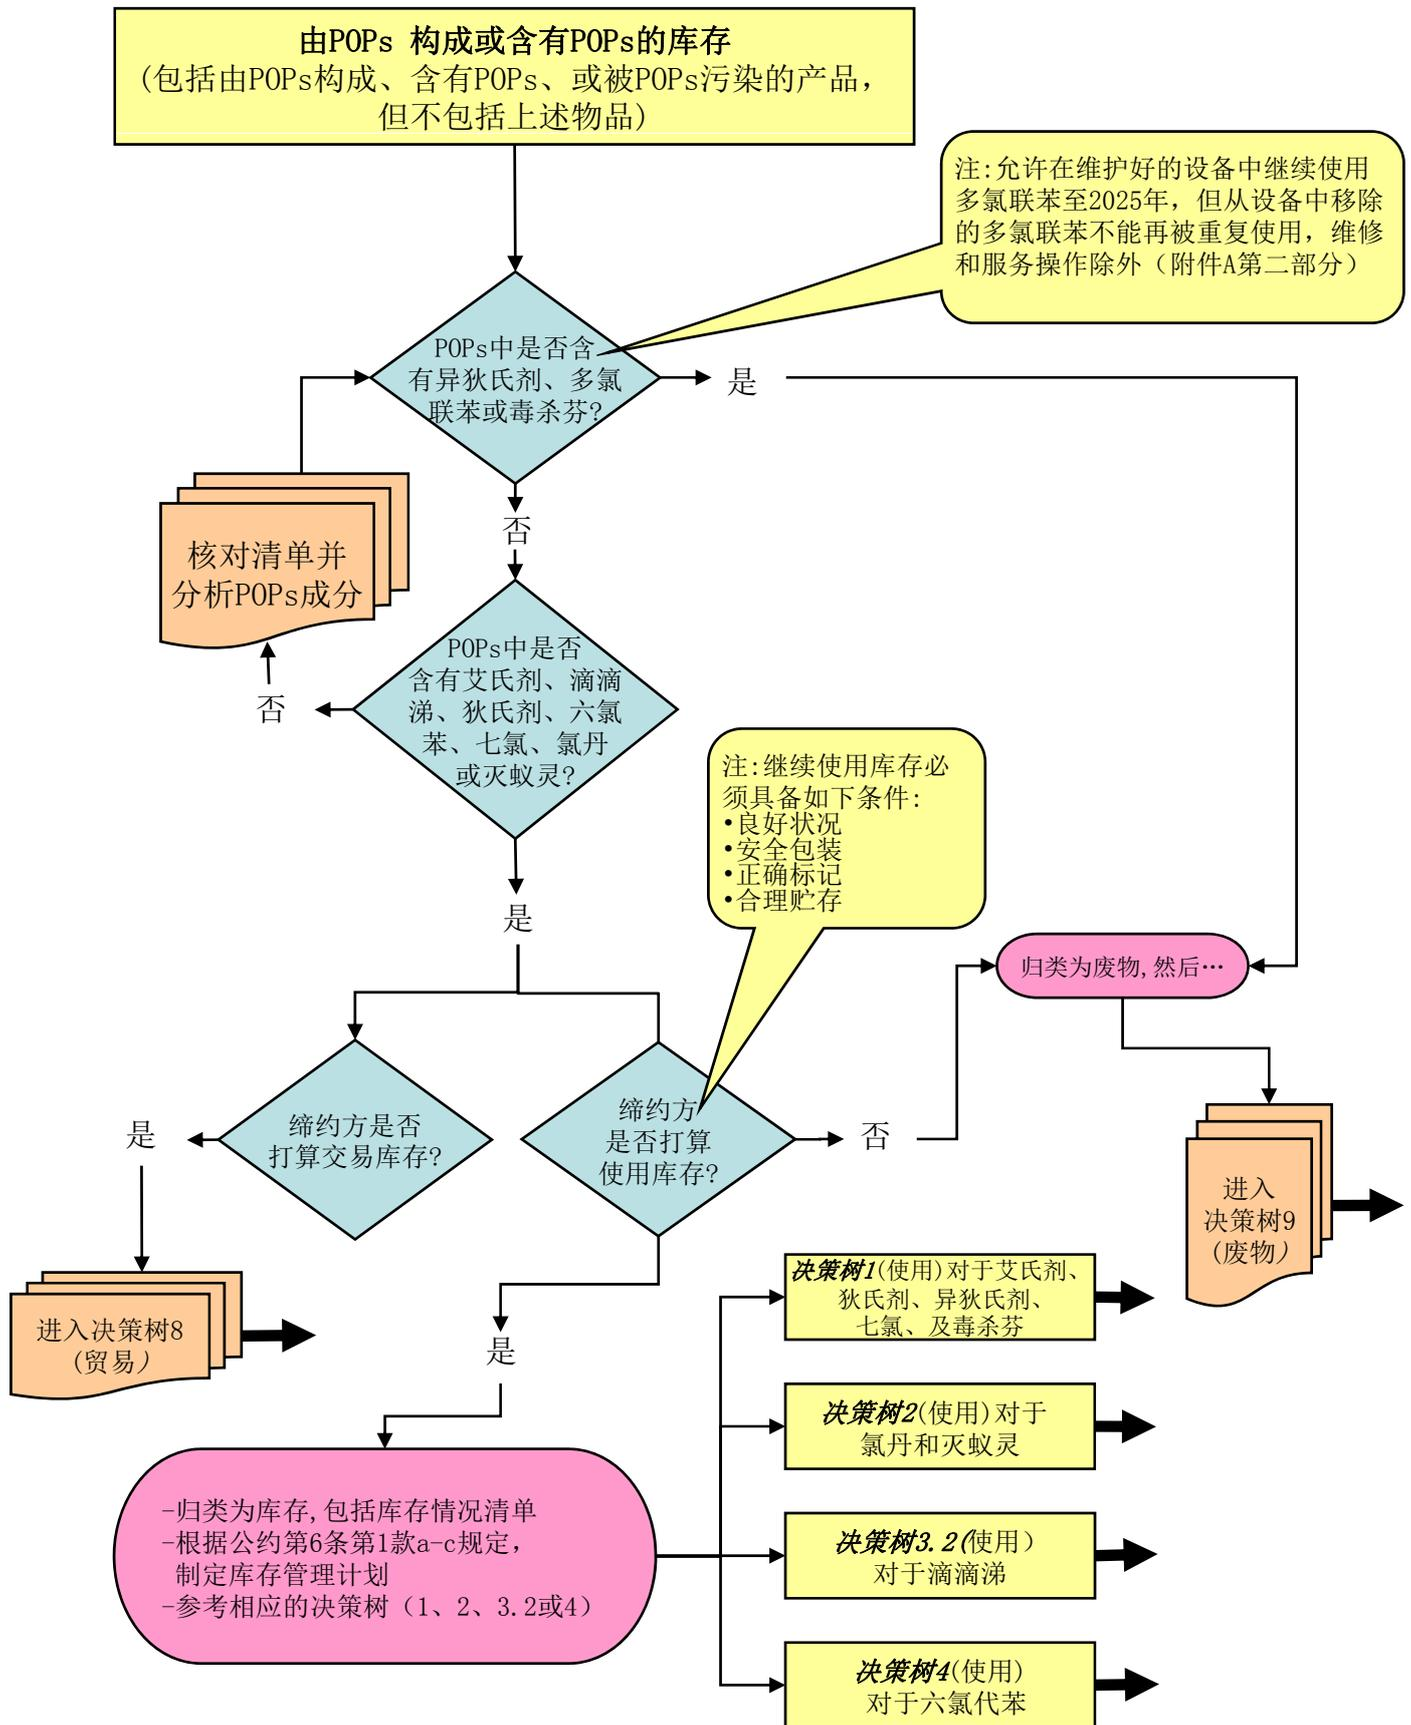 由POPs 构成或含有POPs的库存
(包括由POPs构成、含有POPs、或被POPs污染的产品，
但不包括上述物品)
注:允许在维护好的设备中继续使用
多氯联苯至2025年，但从设备中移除
的多氯联苯不能再被重复使用，维修
和服务操作除外（附件A第二部分）
POPs中是否含
有异狄氏剂、多氯
联苯或毒杀芬?
是
否
核对清单并
分析POPs成分
POPs中是否
含有艾氏剂、滴滴
涕、狄氏剂、六氯
苯、七氯、氯丹
或灭蚁灵?
否
是
注:继续使用库存必
须具备如下条件:
•良好状况
•安全包装
•正确标记
•合理贮存
归类为废物,然后…
缔约方是否
打算交易库存?
是
缔约方
是否打算
使用库存?
否
进入
决策树9
(废物)
进入决策树8
(贸易)
是
-归类为库存,包括库存情况清单
-根据公约第6条第1款a-c规定，
制定库存管理计划
-参考相应的决策树（1、2、3.2或4）
决策树1(使用)对于艾氏剂、
狄氏剂、异狄氏剂、
七氯、及毒杀芬
决策树2(使用)对于
氯丹和灭蚁灵
决策树3.2(使用）
对于滴滴涕
决策树4(使用)
对于六氯代苯